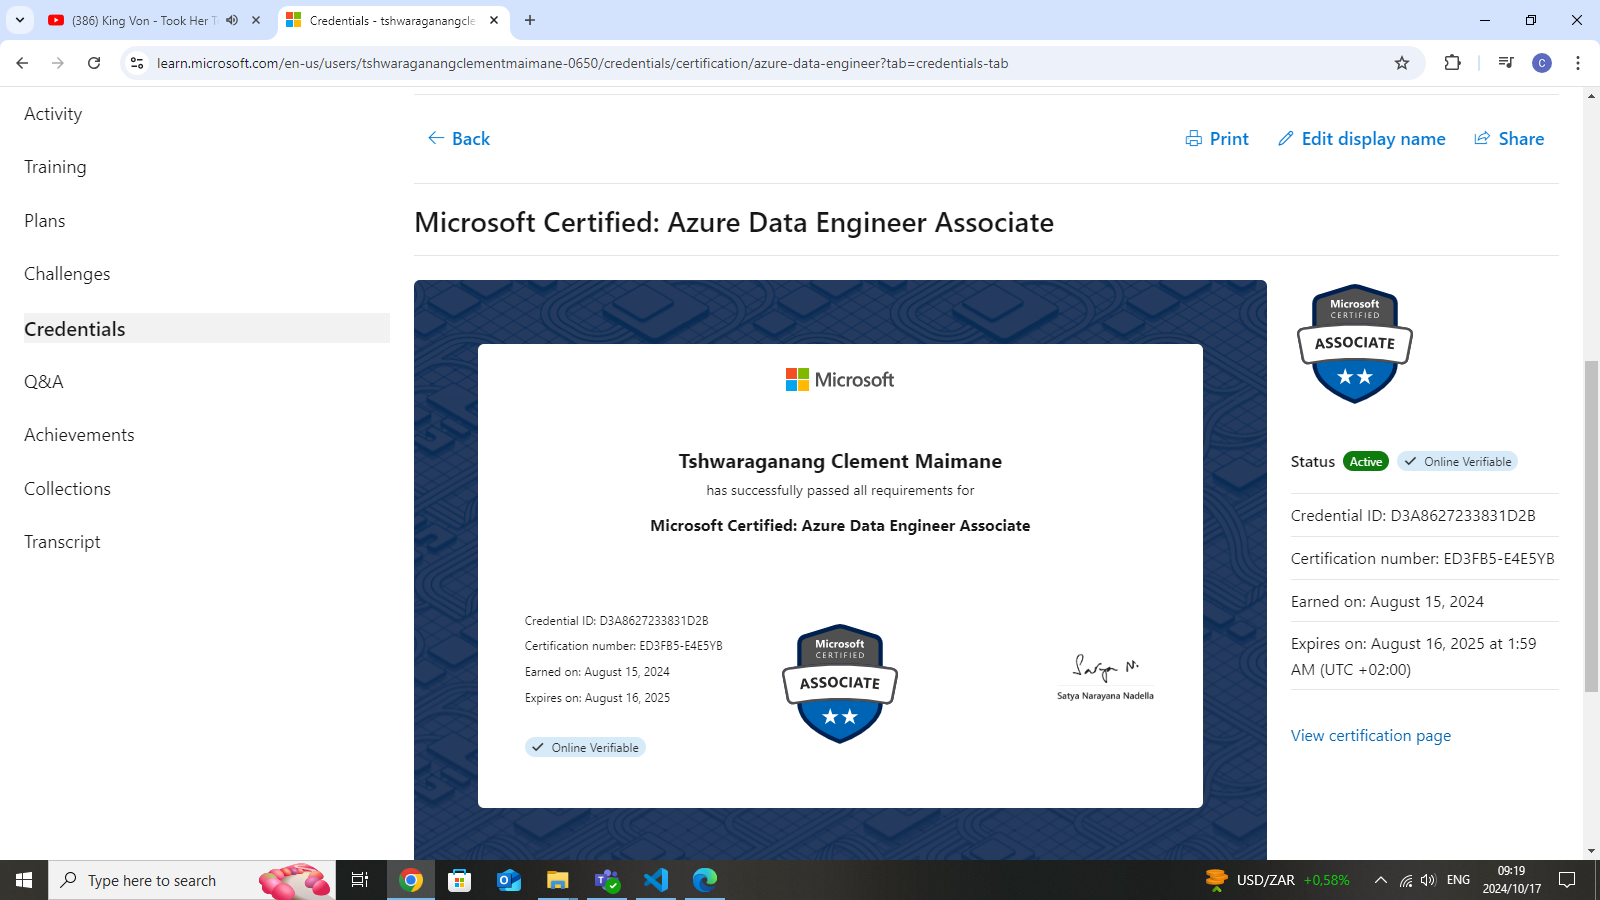 (386) King Von - Took Her T
Credentials - tshwaraganangcle
learn.microsoft.com/en-us/users/tshwaraganangclementmaimane-0650/credentials/certification/azure-data-engineer?tab=credentials-tab
C
Activity
Training
Plans
Challenges
Credentials
Q&A
Achievements
Collections
Transcript
Back
Print
Edit display name
Share
Microsoft Certified: Azure Data Engineer Associate
Microsoft
Tshwaraganang Clement Maimane
has successfully passed all requirements for
Microsoft Certified: Azure Data Engineer Associate
Credential ID: D3A8627233831D2B
Certification number: ED3FB5-E4E5YB
Earned on: August 15, 2024
Expires on: August 16, 2025
Online Verifiable
Microsoft
CERTIFIED
ASSOCIATE
Satya N.
Satya Narayana Nadella
Microsoft
CERTIFIED
ASSOCIATE
Status Active Online Verifiable
Credential ID: D3A8627233831D2B
Certification number: ED3FB5-E4E5YB
Earned on: August 15, 2024
Expires on: August 16, 2025 at 1:59
AM (UTC +02:00)
View certification page
Type here to search
USD/ZAR +0,58%
ENG
09:19
2024/10/17